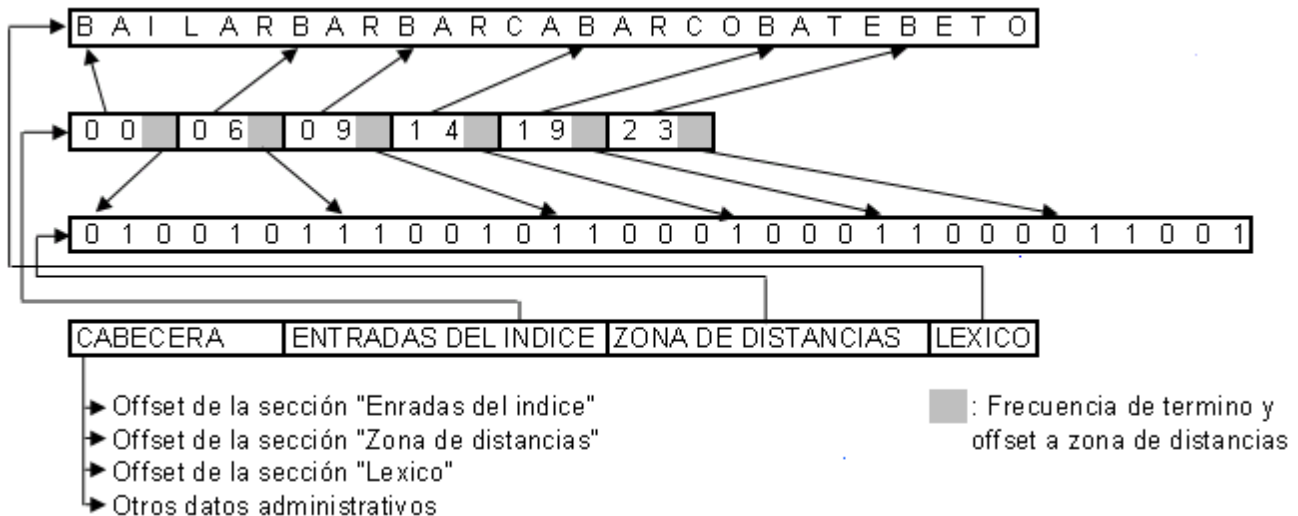 B A I L A R B A R B A R C A B A R C O B A T E B E T O
0 0 0 6 0 9 1 4 1 9 2 3
0 1 0 0 1 0 1 1 1 0 0 1 0 1 1 0 0 0 1 0 0 0 1 1 0 0 0 0 1 1 0 0 1
CABECERA ENTRADAS DEL INDICE ZONA DE DISTANCIAS LEXICO
Offset de la sección "Enradas del indice"
Offset de la sección "Zona de distancias"
Offset de la sección "Lexico"
Otros datos administrativos
: Frecuencia de termino y
offset a zona de distancias